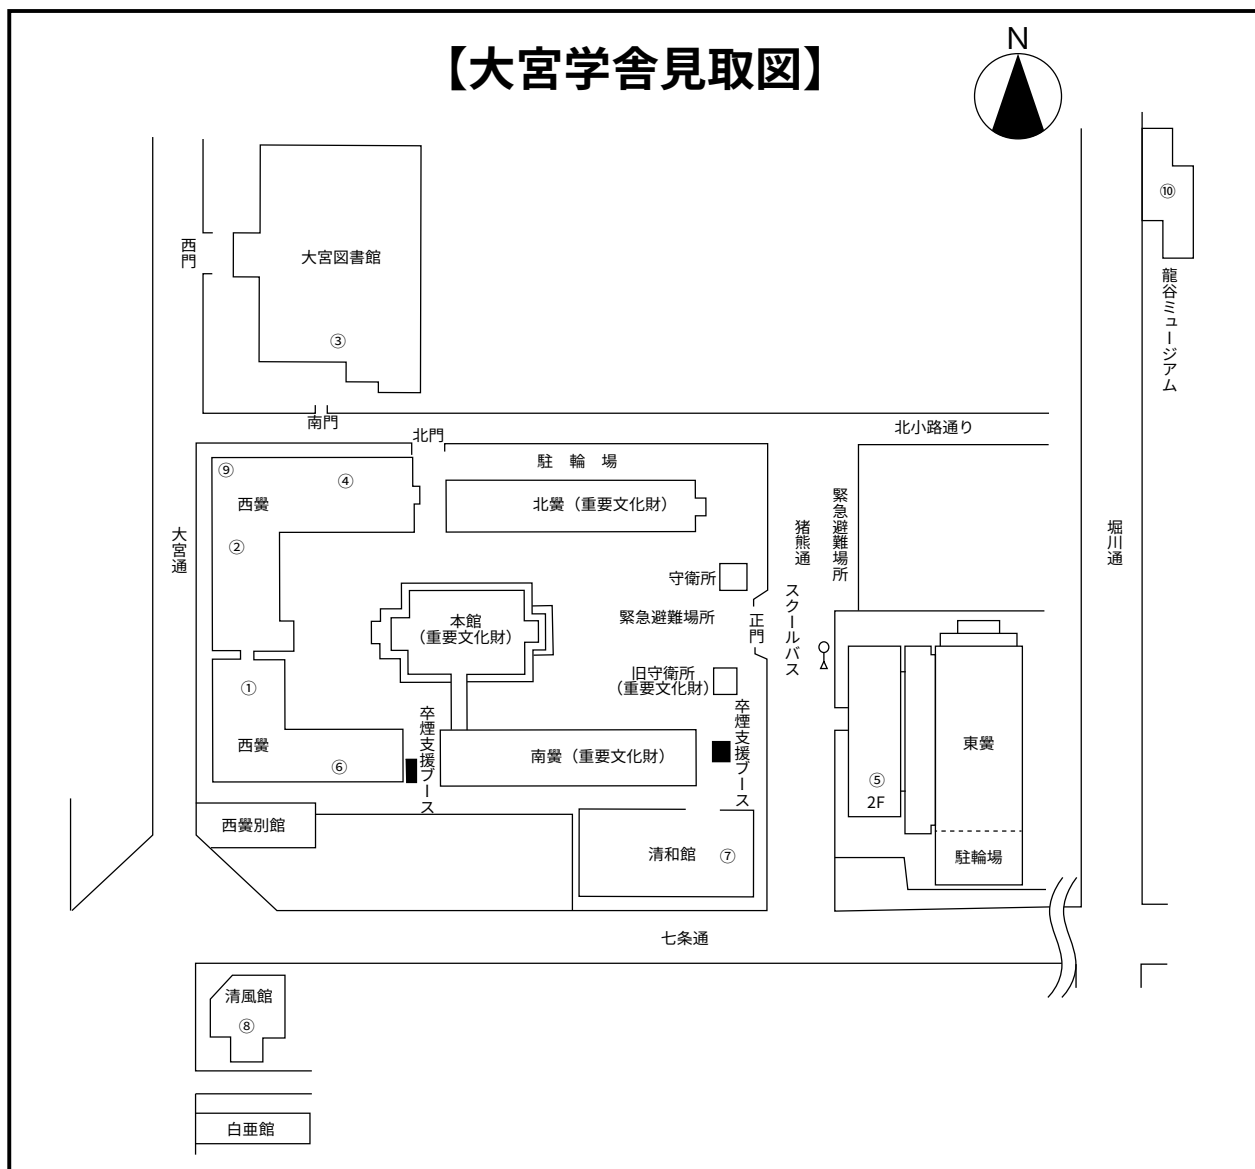 【大宮学舎見取図】
N
⑩
西門
大宮図書館
龍谷ミュージアム
③
南門
北小路通り
北門
駐　輪　場
⑨
④
西黌
北黌（重要文化財）
緊急避難場所
猪熊通
大宮通
②
堀川通
守衛所
スクールバス
緊急避難場所
正門
本館
（重要文化財）
旧守衛所
（重要文化財）
①
卒煙支援ブース
卒煙支援ブース
西黌
南黌（重要文化財）
東黌
⑥
⑤
2F
西黌別館
清和館
⑦
駐輪場
七条通
清風館
⑧
白亜館